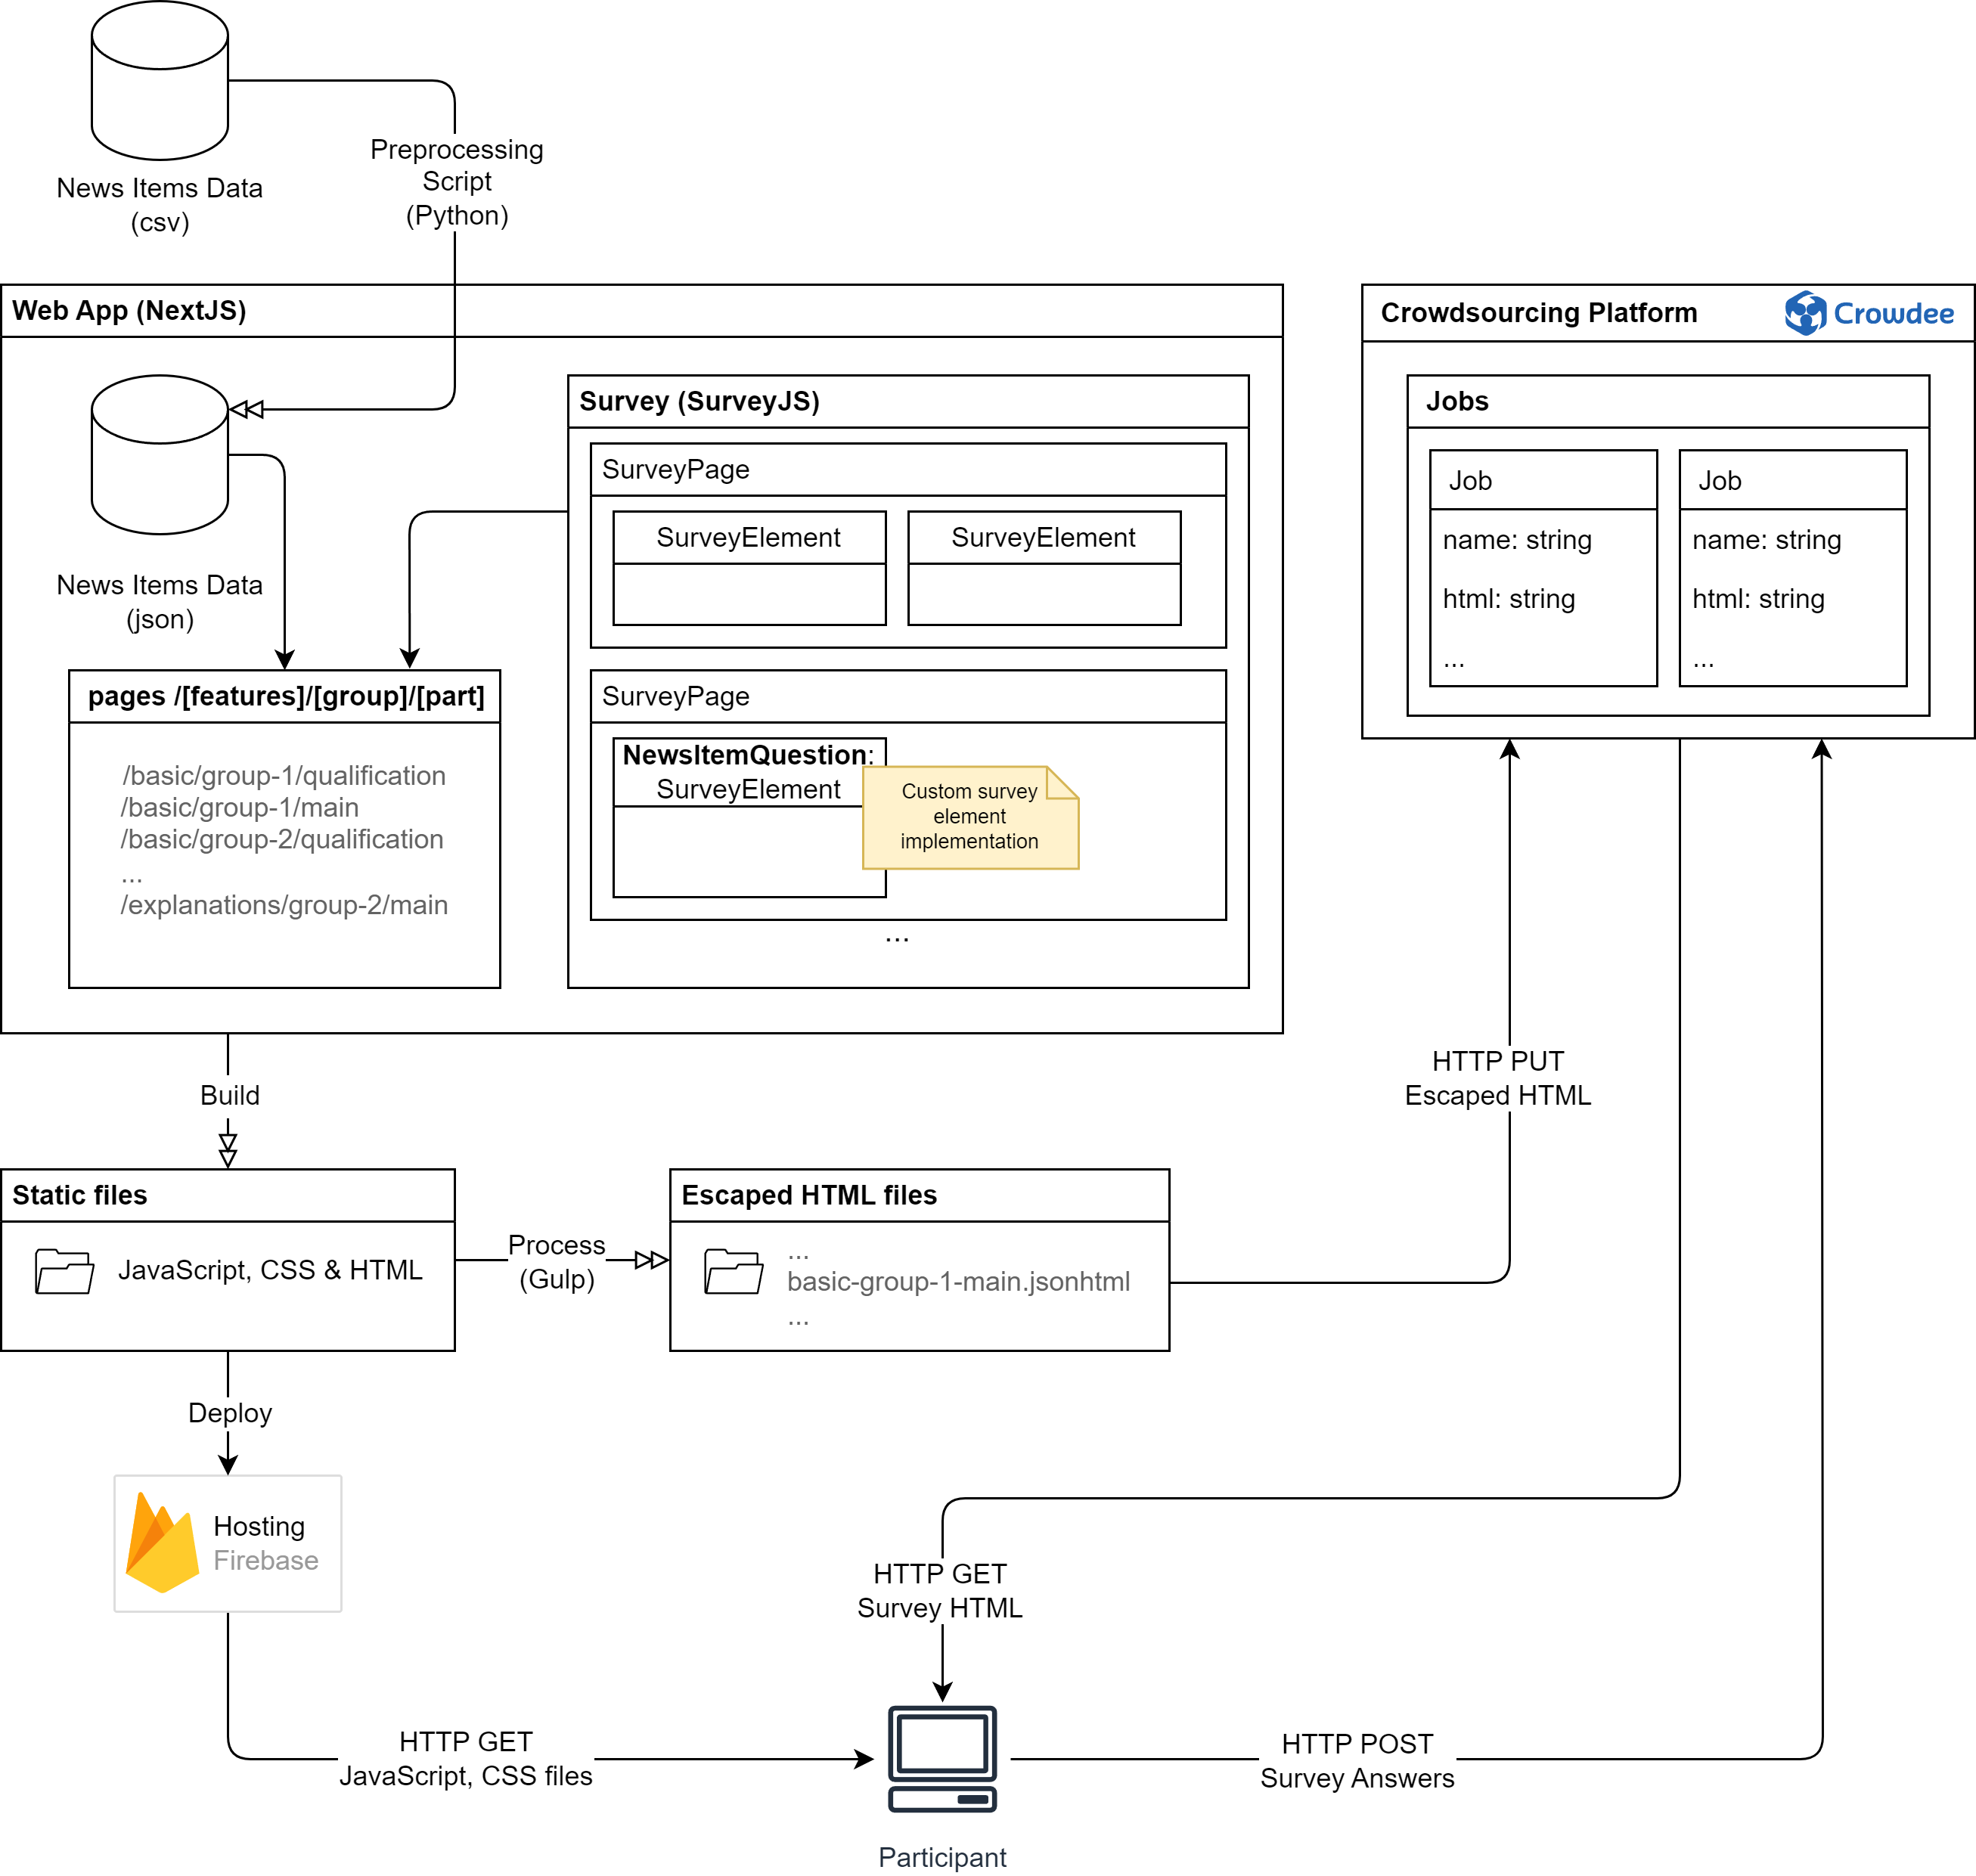 News Items Data
(csv)
Preprocessing
Script
(Python)
Web App (NextJS)
News Items Data
(json)
pages /[features]/[group]/[part]
/basic/group-1/qualification
/basic/group-1/main
/basic/group-2/qualification
...
/explanations/group-2/main
Survey (SurveyJS)
SurveyPage
SurveyElement
SurveyElement
SurveyPage
NewsItemQuestion:
SurveyElement
Custom survey
element
implementation
...
Crowdsourcing Platform
Crowdee
Jobs
Job
name: string
html: string
...
Job
name: string
html: string
...
Build
HTTP PUT
Escaped HTML
Static files
JavaScript, CSS & HTML
Process
(Gulp)
Escaped HTML files
...
basic-group-1-main.jsonhtml
...
Deploy
Hosting
Firebase
HTTP GET
Survey HTML
HTTP GET
JavaScript, CSS files
HTTP POST
Survey Answers
Participant